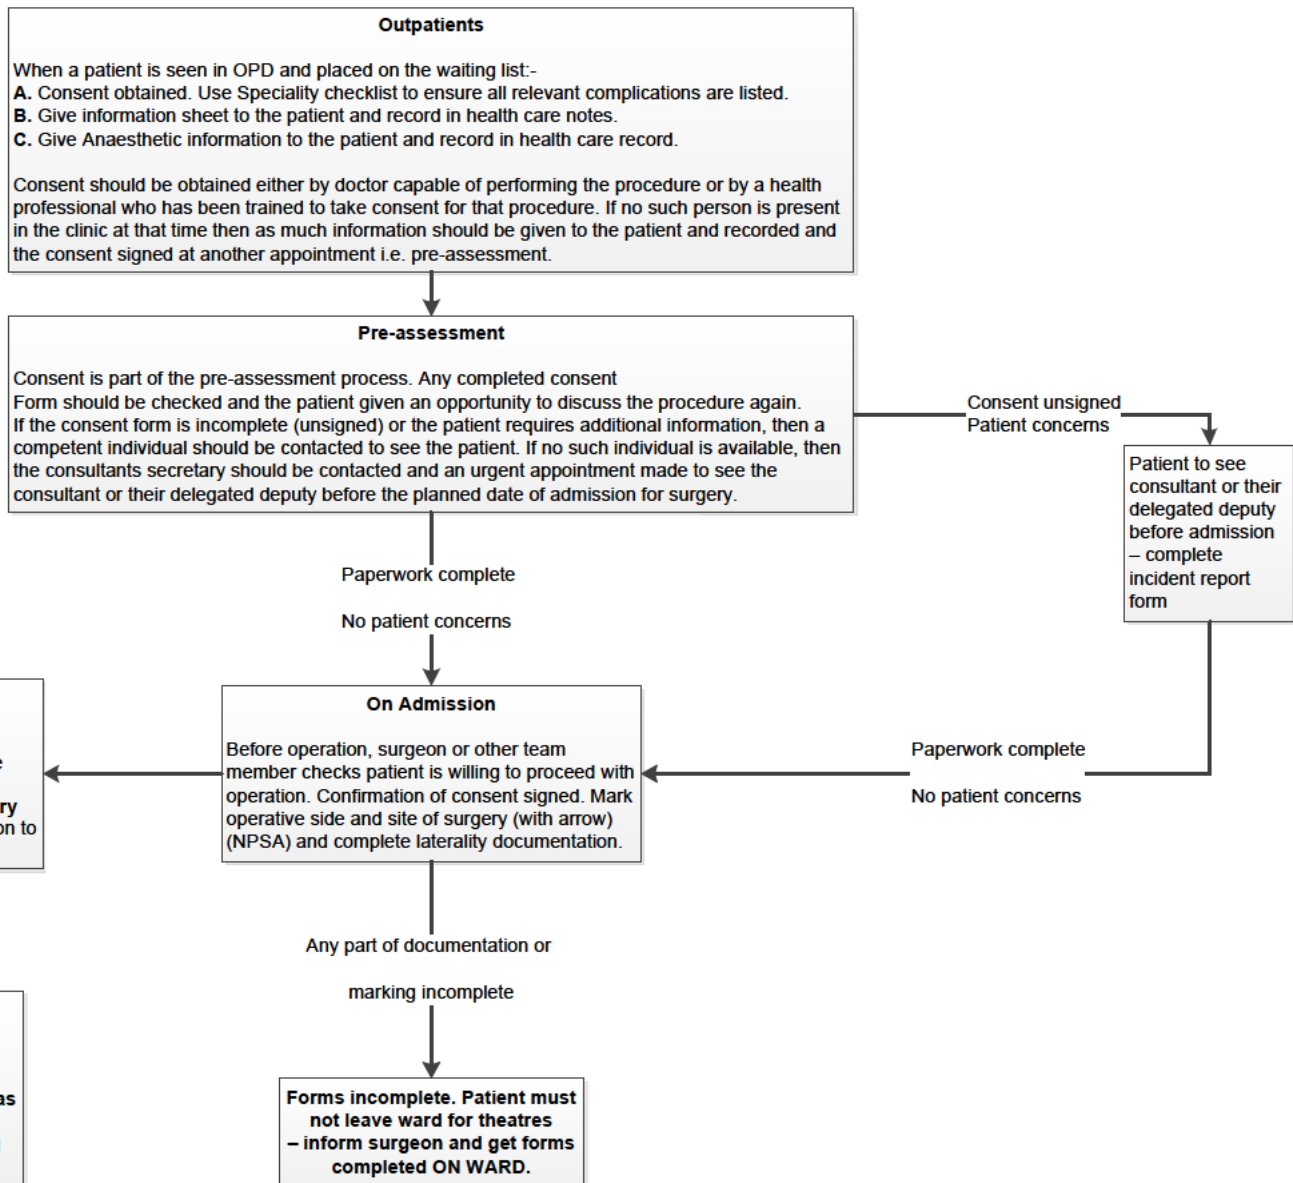 Outpatients
When a patient is seen in OPD and placed on the waiting list:-
A. Consent obtained. Use Speciality checklist to ensure all relevant complications are listed.
B. Give information sheet to the patient and record in health care notes.
C. Give Anaesthetic information to the patient and record in health care record.
Consent should be obtained either by doctor capable of performing the procedure or by a health
professional who has been trained to take consent for that procedure. If no such person is present
in the clinic at that time then as much information should be given to the patient and recorded and
the consent signed at another appointment i.e. pre-assessment.
Pre-assessment
Consent is part of the pre-assessment process. Any completed consent
Form should be checked and the patient given an opportunity to discuss the procedure again.
If the consent form is incomplete (unsigned) or the patient requires additional information, then a
competent individual should be contacted to see the patient. If no such individual is available, then
the consultants secretary should be contacted and an urgent appointment made to see the
consultant or their delegated deputy before the planned date of admission for surgery.
Consent unsigned
Patient concerns
Patient to see
consultant or their
delegated deputy
before admission
– complete
incident report
form
Paperwork complete
No patient concerns
On Admission
Before operation, surgeon or other team
member checks patient is willing to proceed with
operation. Confirmation of consent signed. Mark
operative side and site of surgery (with arrow)
(NPSA) and complete laterality documentation.
Paperwork complete
No patient concerns
to
Any part of documentation or
marking incomplete
Forms incomplete. Patient must
not leave ward for theatres
– inform surgeon and get forms
completed ON WARD.